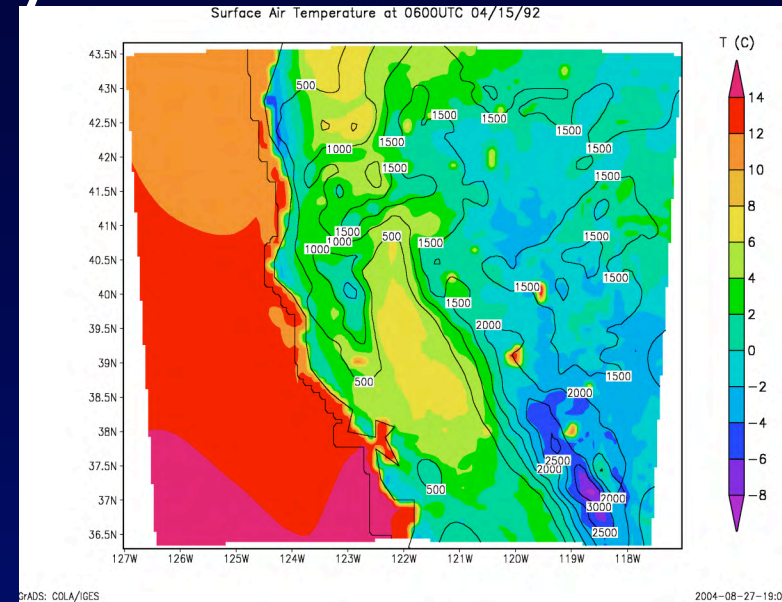 Surface Air Temperature at 0600UTC 04/15/92
T (C)
43.5N
43N
42.5N
42N
41.5N
41N
40.5N
40N
39.5N
39N
38.5N
38N
37.5N
37N
36.5N
127W 126W 125W 124W 123W 122W 121W 120W 119W 118W
500
1500
1500
1500
1000
1500
1500
1500
1500
1500
1000
500
1500
1500
1000
1500
1500
1500
2000
1500
500
2000
2500
2000
500
2000
3000
2500
14
12
10
8
6
4
2
0
−2
−4
−6
−8
GrADS: COLA/IGES
2004-08-27-19:0